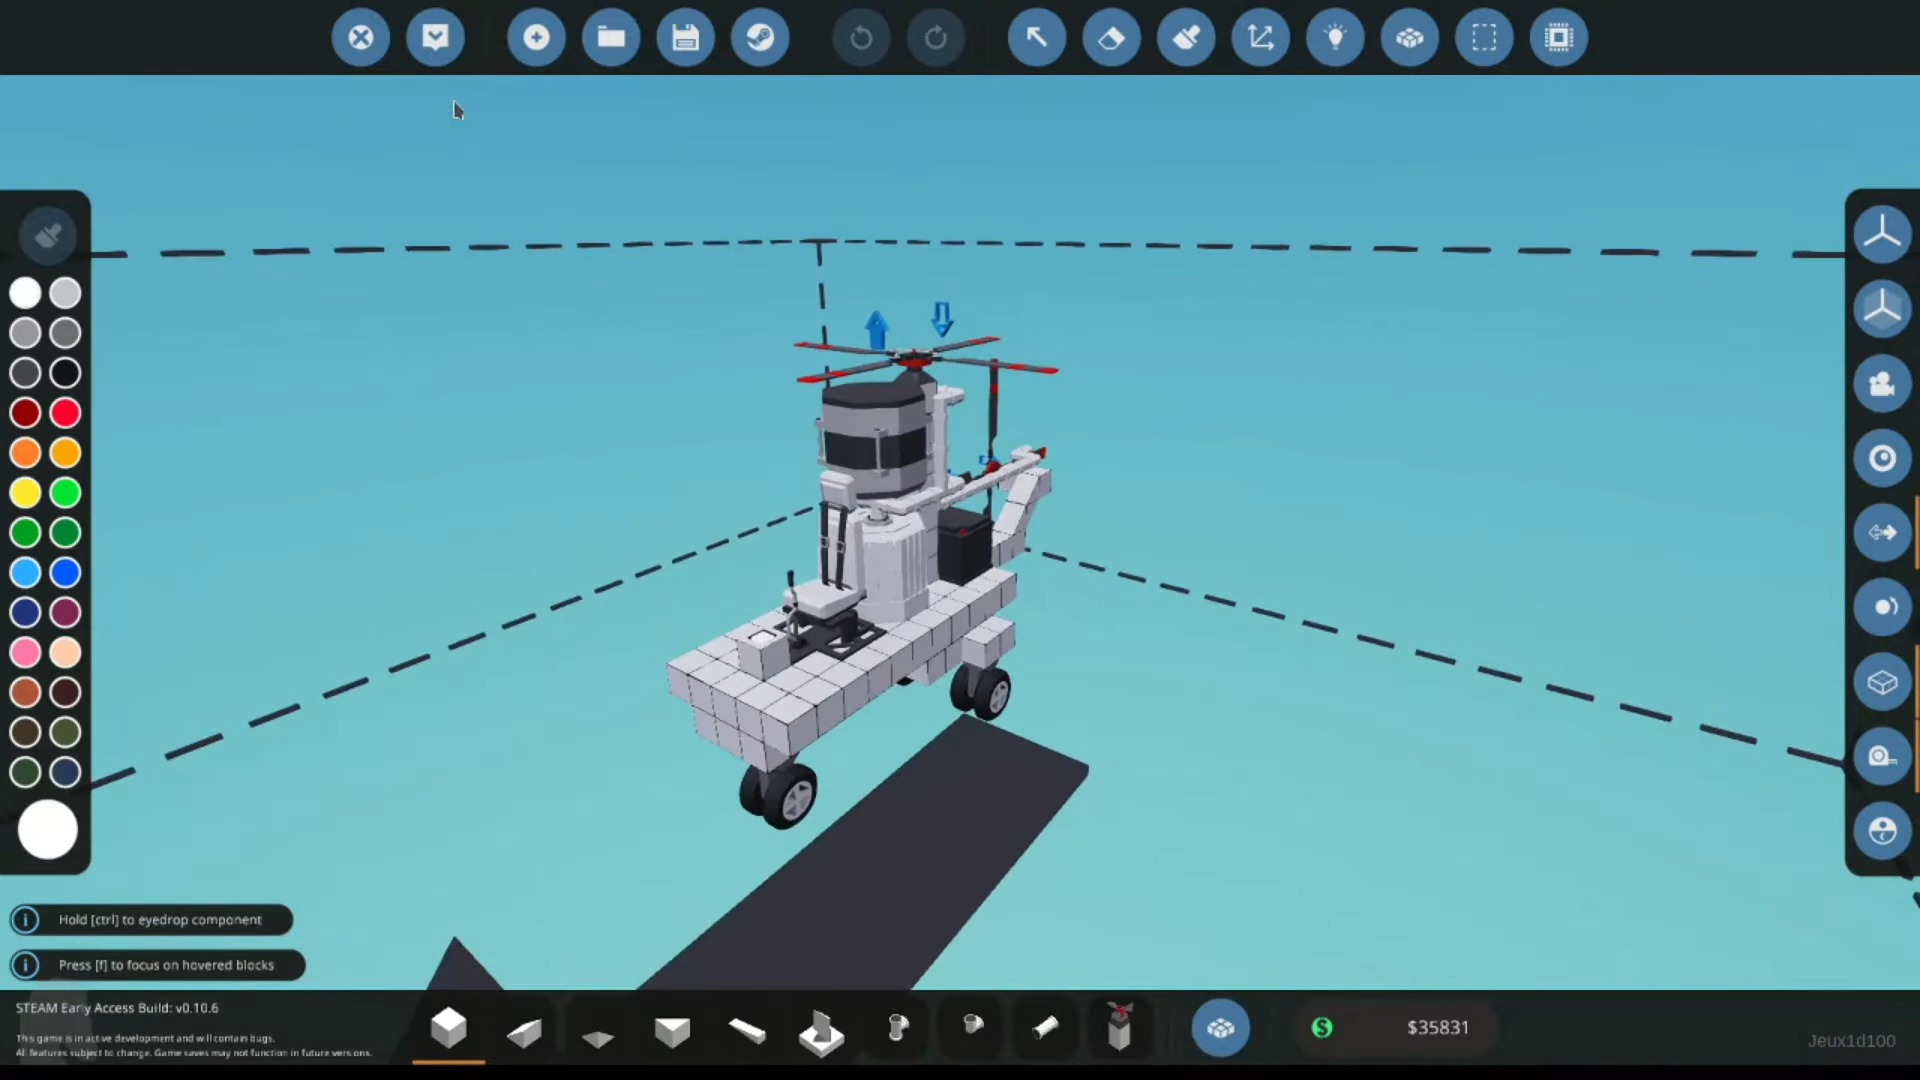 Hold [ctrl] to eyedrop component
Press [f] to focus on hovered blocks
STEAM Early Access Build: v0.10.6
This game is in active development and will contain bugs.
All features subject to change. Game saves may not function in future versions.
$35831
Jeux1d100